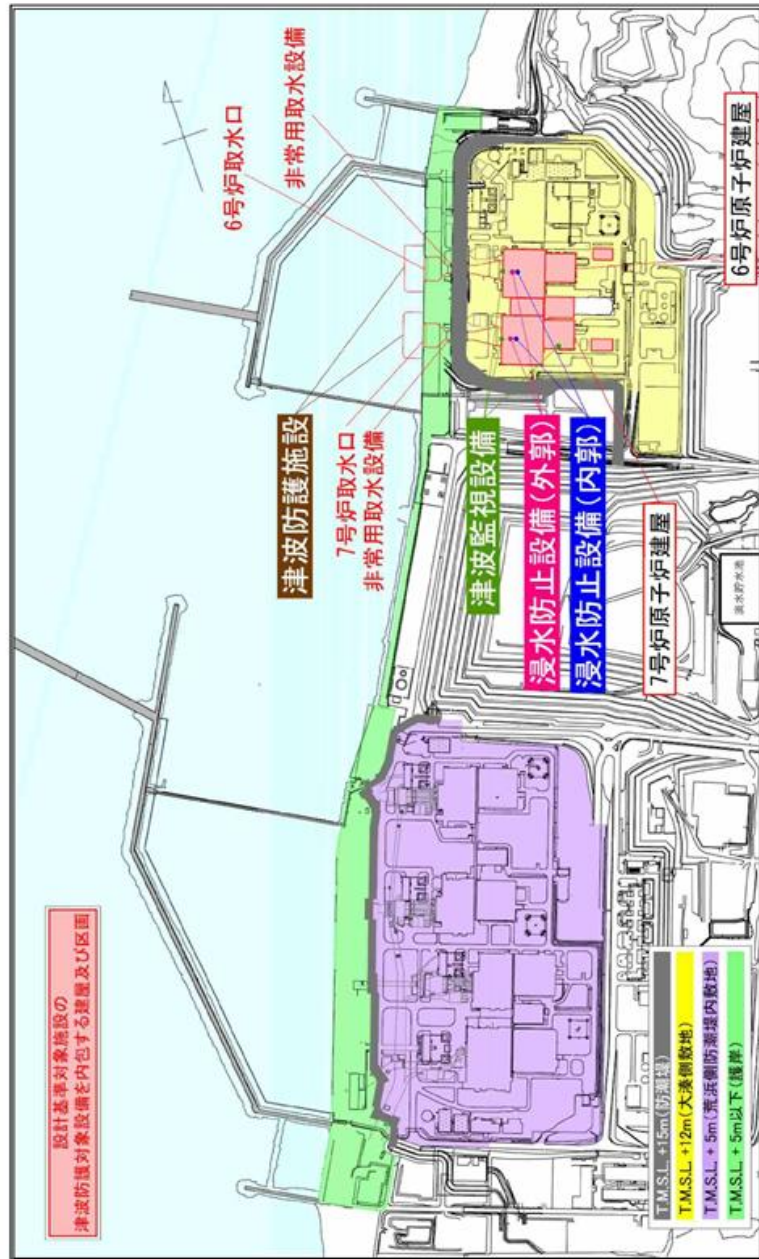 設計基準対象施設の
津波防護対象設備を内包する建屋及び区画
津波防護施設
6号炉取水口
非常用取水設備
7号炉取水口
非常用取水設備
津波監視設備
浸水防止設備(外郭)
浸水防止設備(内郭)
7号炉原子炉建屋
6号炉原子炉建屋
淡水貯水池
T.M.S.L. +15m(防潮堤)
T.M.S.L. +12m(大湊側敷地)
T.M.S.L. + 5m(荒浜側防潮堤内敷地)
T.M.S.L. + 5m以下(護岸)